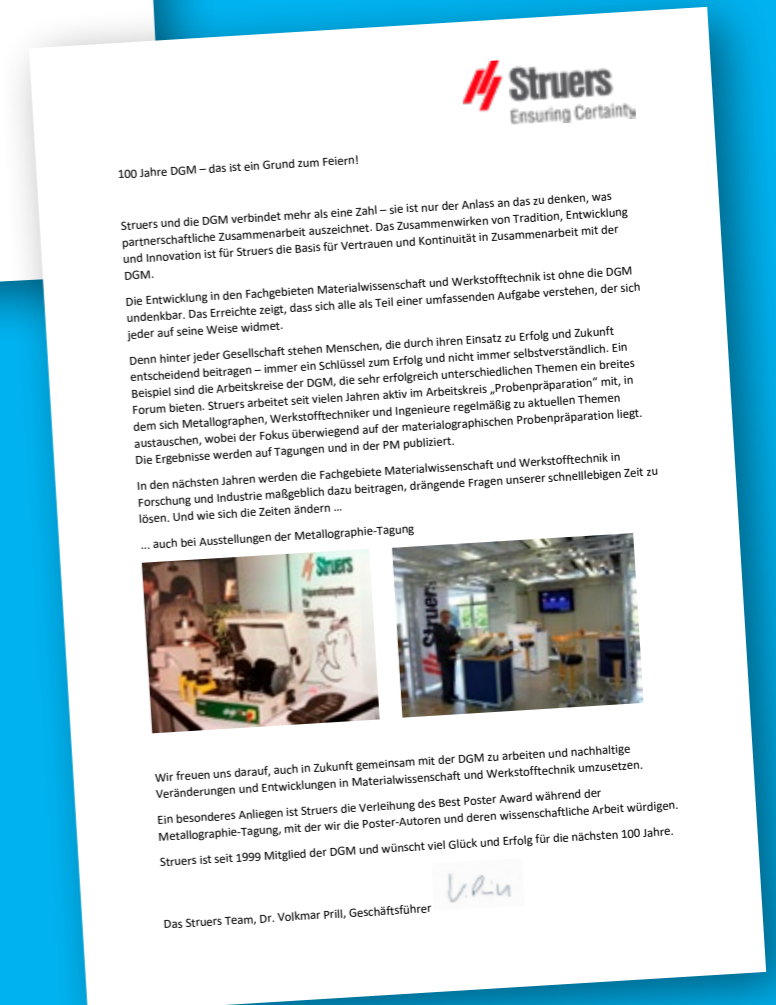 Struers
Ensuring Certainty
100 Jahre DGM – das ist ein Grund zum Feiern!
Struers und die DGM verbindet mehr als eine Zahl – sie ist nur der Anlass an das zu denken, was
partnerschaftliche Zusammenarbeit auszeichnet. Das Zusammenwirken von Tradition, Entwicklung
und Innovation ist für Struers die Basis für Vertrauen und Kontinuität in Zusammenarbeit mit der
DGM.
Die Entwicklung in den Fachgebieten Materialwissenschaft und Werkstofftechnik ist ohne die DGM
undenkbar. Das Erreichte zeigt, dass sich alle als Teil einer umfassenden Aufgabe verstehen, der sich
jeder auf seine Weise widmet.
Denn hinter jeder Gesellschaft stehen Menschen, die durch ihren Einsatz zu Erfolg und Zukunft
entscheidend beitragen – immer ein Schlüssel zum Erfolg und nicht immer selbstverständlich. Ein
Beispiel sind die Arbeitskreise der DGM, die sehr erfolgreich unterschiedlichen Themen ein breites
Forum bieten. Struers arbeitet seit vielen Jahren aktiv im Arbeitskreis „Probenpräparation“ mit, in
dem sich Metallographen, Werkstofftechniker und Ingenieure regelmäßig zu aktuellen Themen
austauschen, wobei der Fokus überwiegend auf der materialographischen Probenpräparation liegt.
Die Ergebnisse werden auf Tagungen und in der PM publiziert.
In den nächsten Jahren werden die Fachgebiete Materialwissenschaft und Werkstofftechnik in
Forschung und Industrie maßgeblich dazu beitragen, drängende Fragen unserer schnelllebigen Zeit zu
lösen. Und wie sich die Zeiten ändern …
... auch bei Ausstellungen der Metallographie-Tagung
Struers
Präparationssysteme
für
Struers
Wir freuen uns darauf, auch in Zukunft gemeinsam mit der DGM zu arbeiten und nachhaltige
Veränderungen und Entwicklungen in Materialwissenschaft und Werkstofftechnik umzusetzen.
Ein besonderes Anliegen ist Struers die Verleihung des Best Poster Award während der
Metallographie-Tagung, mit der wir die Poster-Autoren und deren wissenschaftliche Arbeit würdigen.
Struers ist seit 1999 Mitglied der DGM und wünscht viel Glück und Erfolg für die nächsten 100 Jahre.
Das Struers Team, Dr. Volkmar Prill, Geschäftsführer